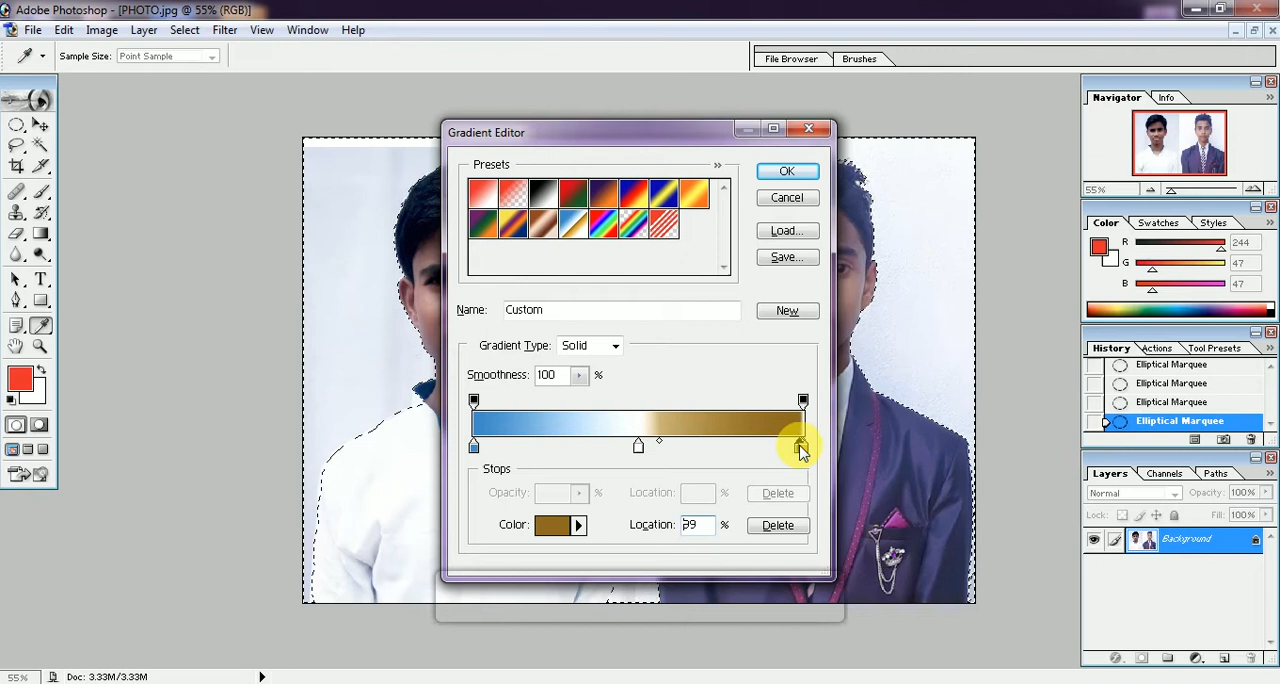 Adobe Photoshop - [PHOTO.jpg @ 55% (RGB)]
File Edit Image Layer Select Filter View Window Help
Sample Size: Point Sample
File Browser Brushes
Navigator Info
55%
Color Swatches Styles
R 244
G 47
B 47
History Actions Tool Presets
Elliptical Marquee
Elliptical Marquee
Elliptical Marquee
Elliptical Marquee
Layers Channels Paths
Normal Opacity: 100%
Lock: Fill: 100%
Background
Gradient Editor
Presets
OK
Cancel
Load...
Save...
Name: Custom
New
Gradient Type: Solid
Smoothness: 100 %
Stops
Opacity: % Location: % Delete
Color: Location: 99 % Delete
55% Doc: 3.33M/3.33M